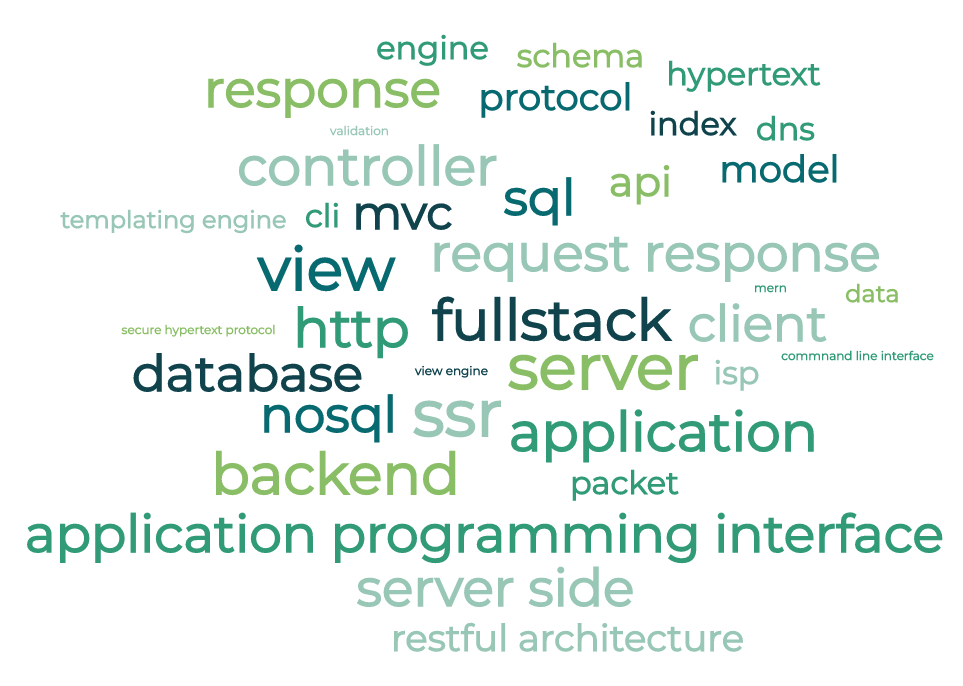 engine
schema
hypertext
response
protocol
index
dns
validation
controller
sql
api
model
templating engine
cli
mvc
request response
view
mern
data
secure hypertext protocol
http
fullstack
client
commnand line interface
database
view engine
server
isp
nosql
ssr
application
backend
packet
application programming interface
server side
restful architecture